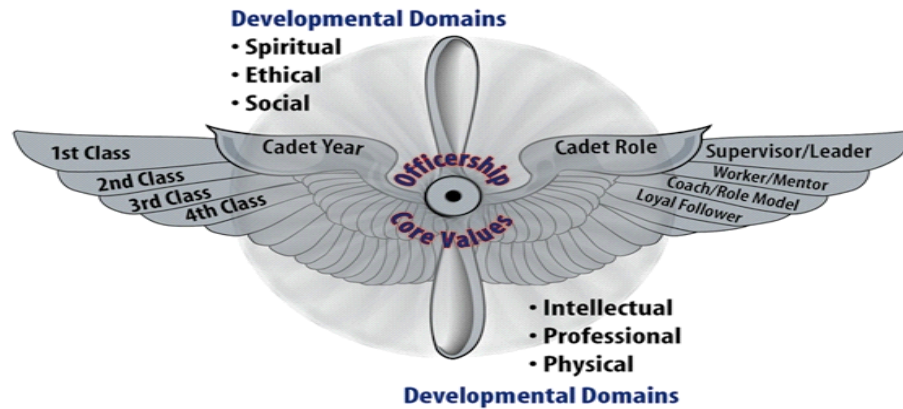 Developmental Domains
• Spiritual
• Ethical
• Social
Cadet Year
1st Class
2nd Class
3rd Class
4th Class
Officership
Core Values
Cadet Role
Supervisor/Leader
Worker/Mentor
Coach/Role Model
Loyal Follower
• Intellectual
• Professional
• Physical
Developmental Domains